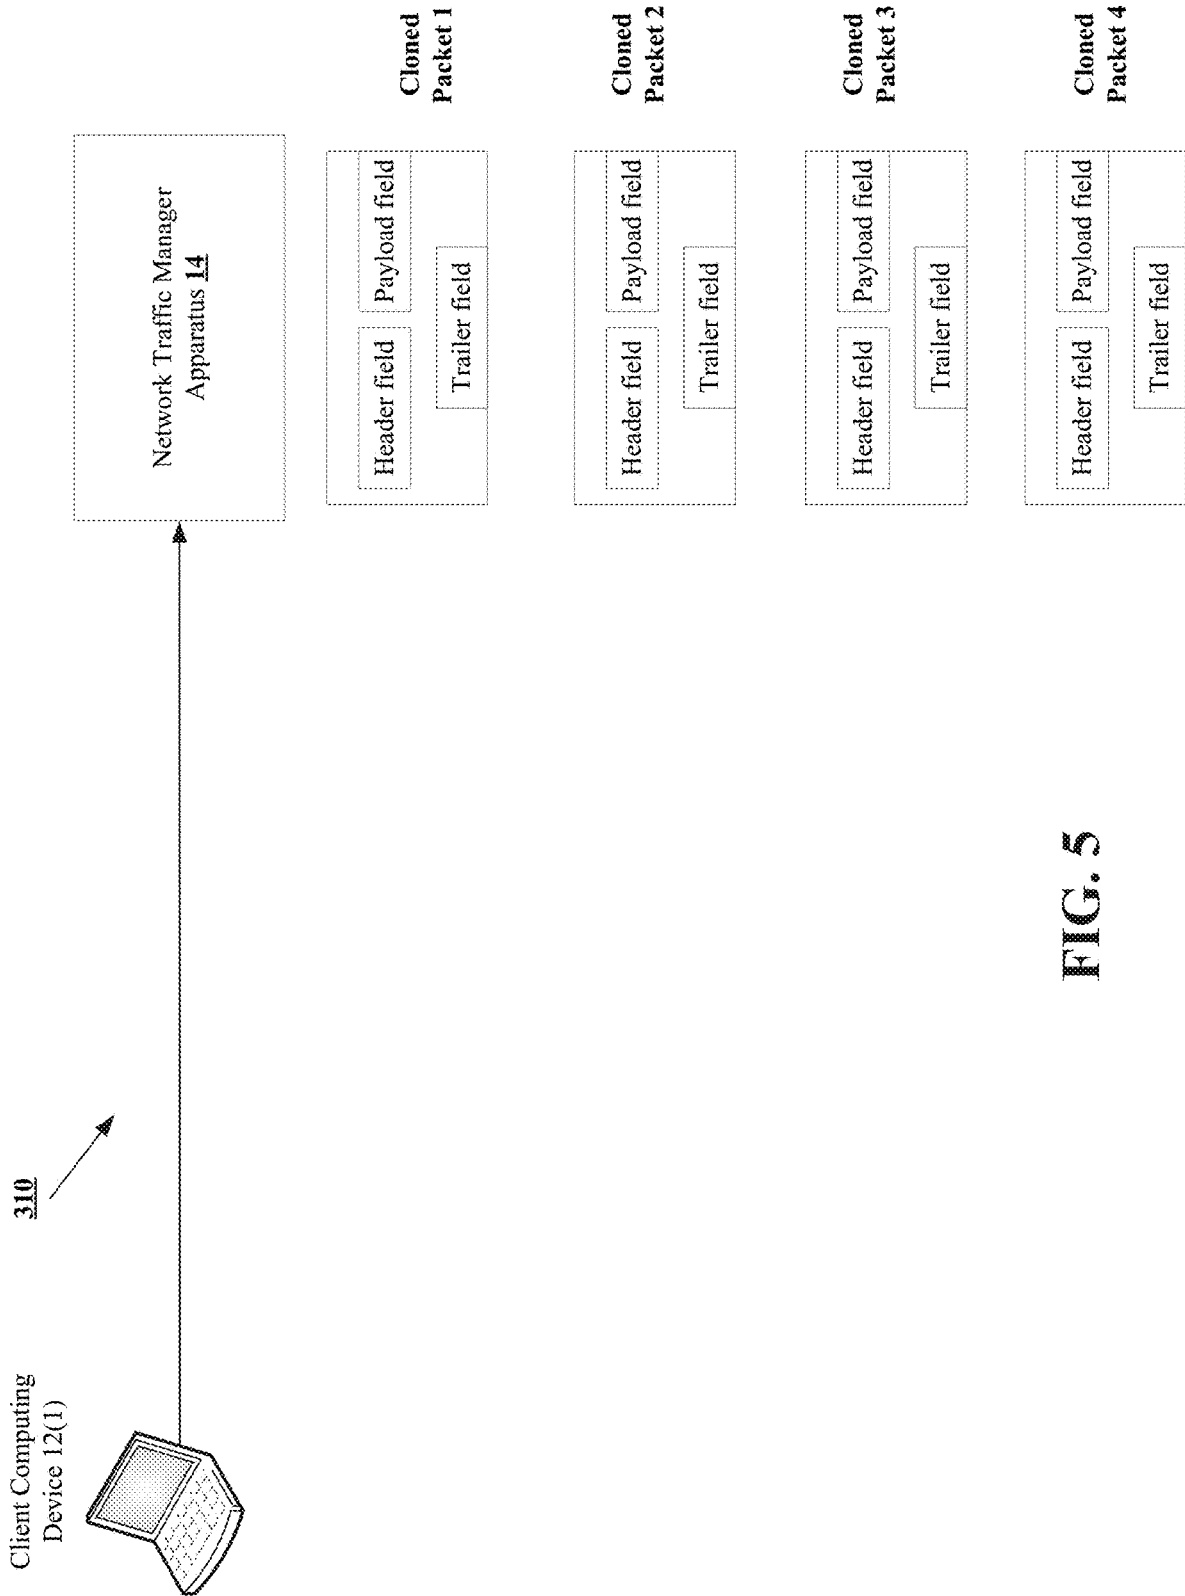 Client Computing
Device 12(1)
310
Network Traffic Manager
Apparatus 14
Header field
Payload field
Trailer field
Cloned
Packet 1
Header field
Payload field
Trailer field
Cloned
Packet 2
Header field
Payload field
Trailer field
Cloned
Packet 3
Header field
Payload field
Trailer field
Cloned
Packet 4
FIG. 5